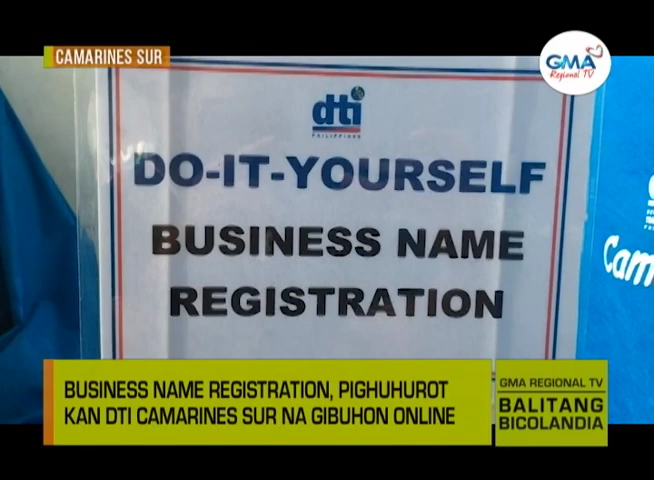 CAMARINES SUR
GMA
Regional TV
dti
PHILIPPINES
DO-IT-YOURSELF
BUSINESS NAME
REGISTRATION
Cam
BUSINESS NAME REGISTRATION, PIGHUHUROT
KAN DTI CAMARINES SUR NA GIBUHON ONLINE
GMA REGIONAL TV
BALITANG
BICOLANDIA